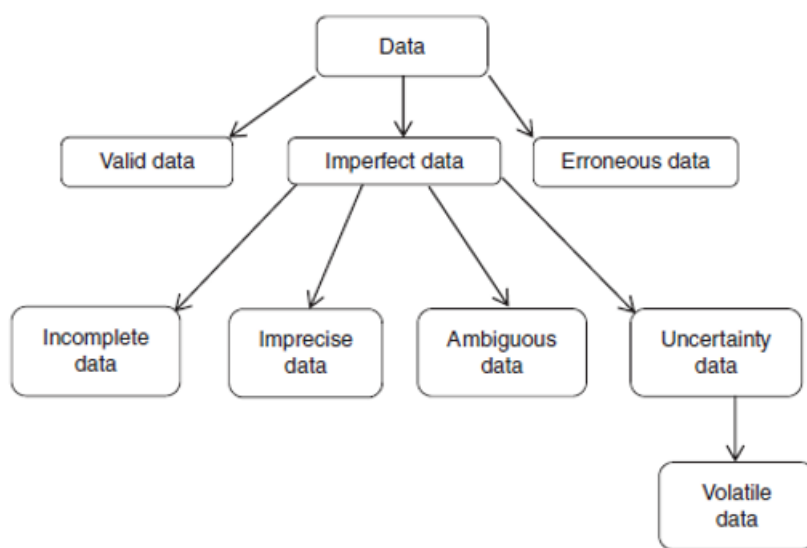 Data
Valid data
Imperfect data
Erroneous data
Incomplete
data
Imprecise
data
Ambiguous
data
Uncertainty
data
Volatile
data